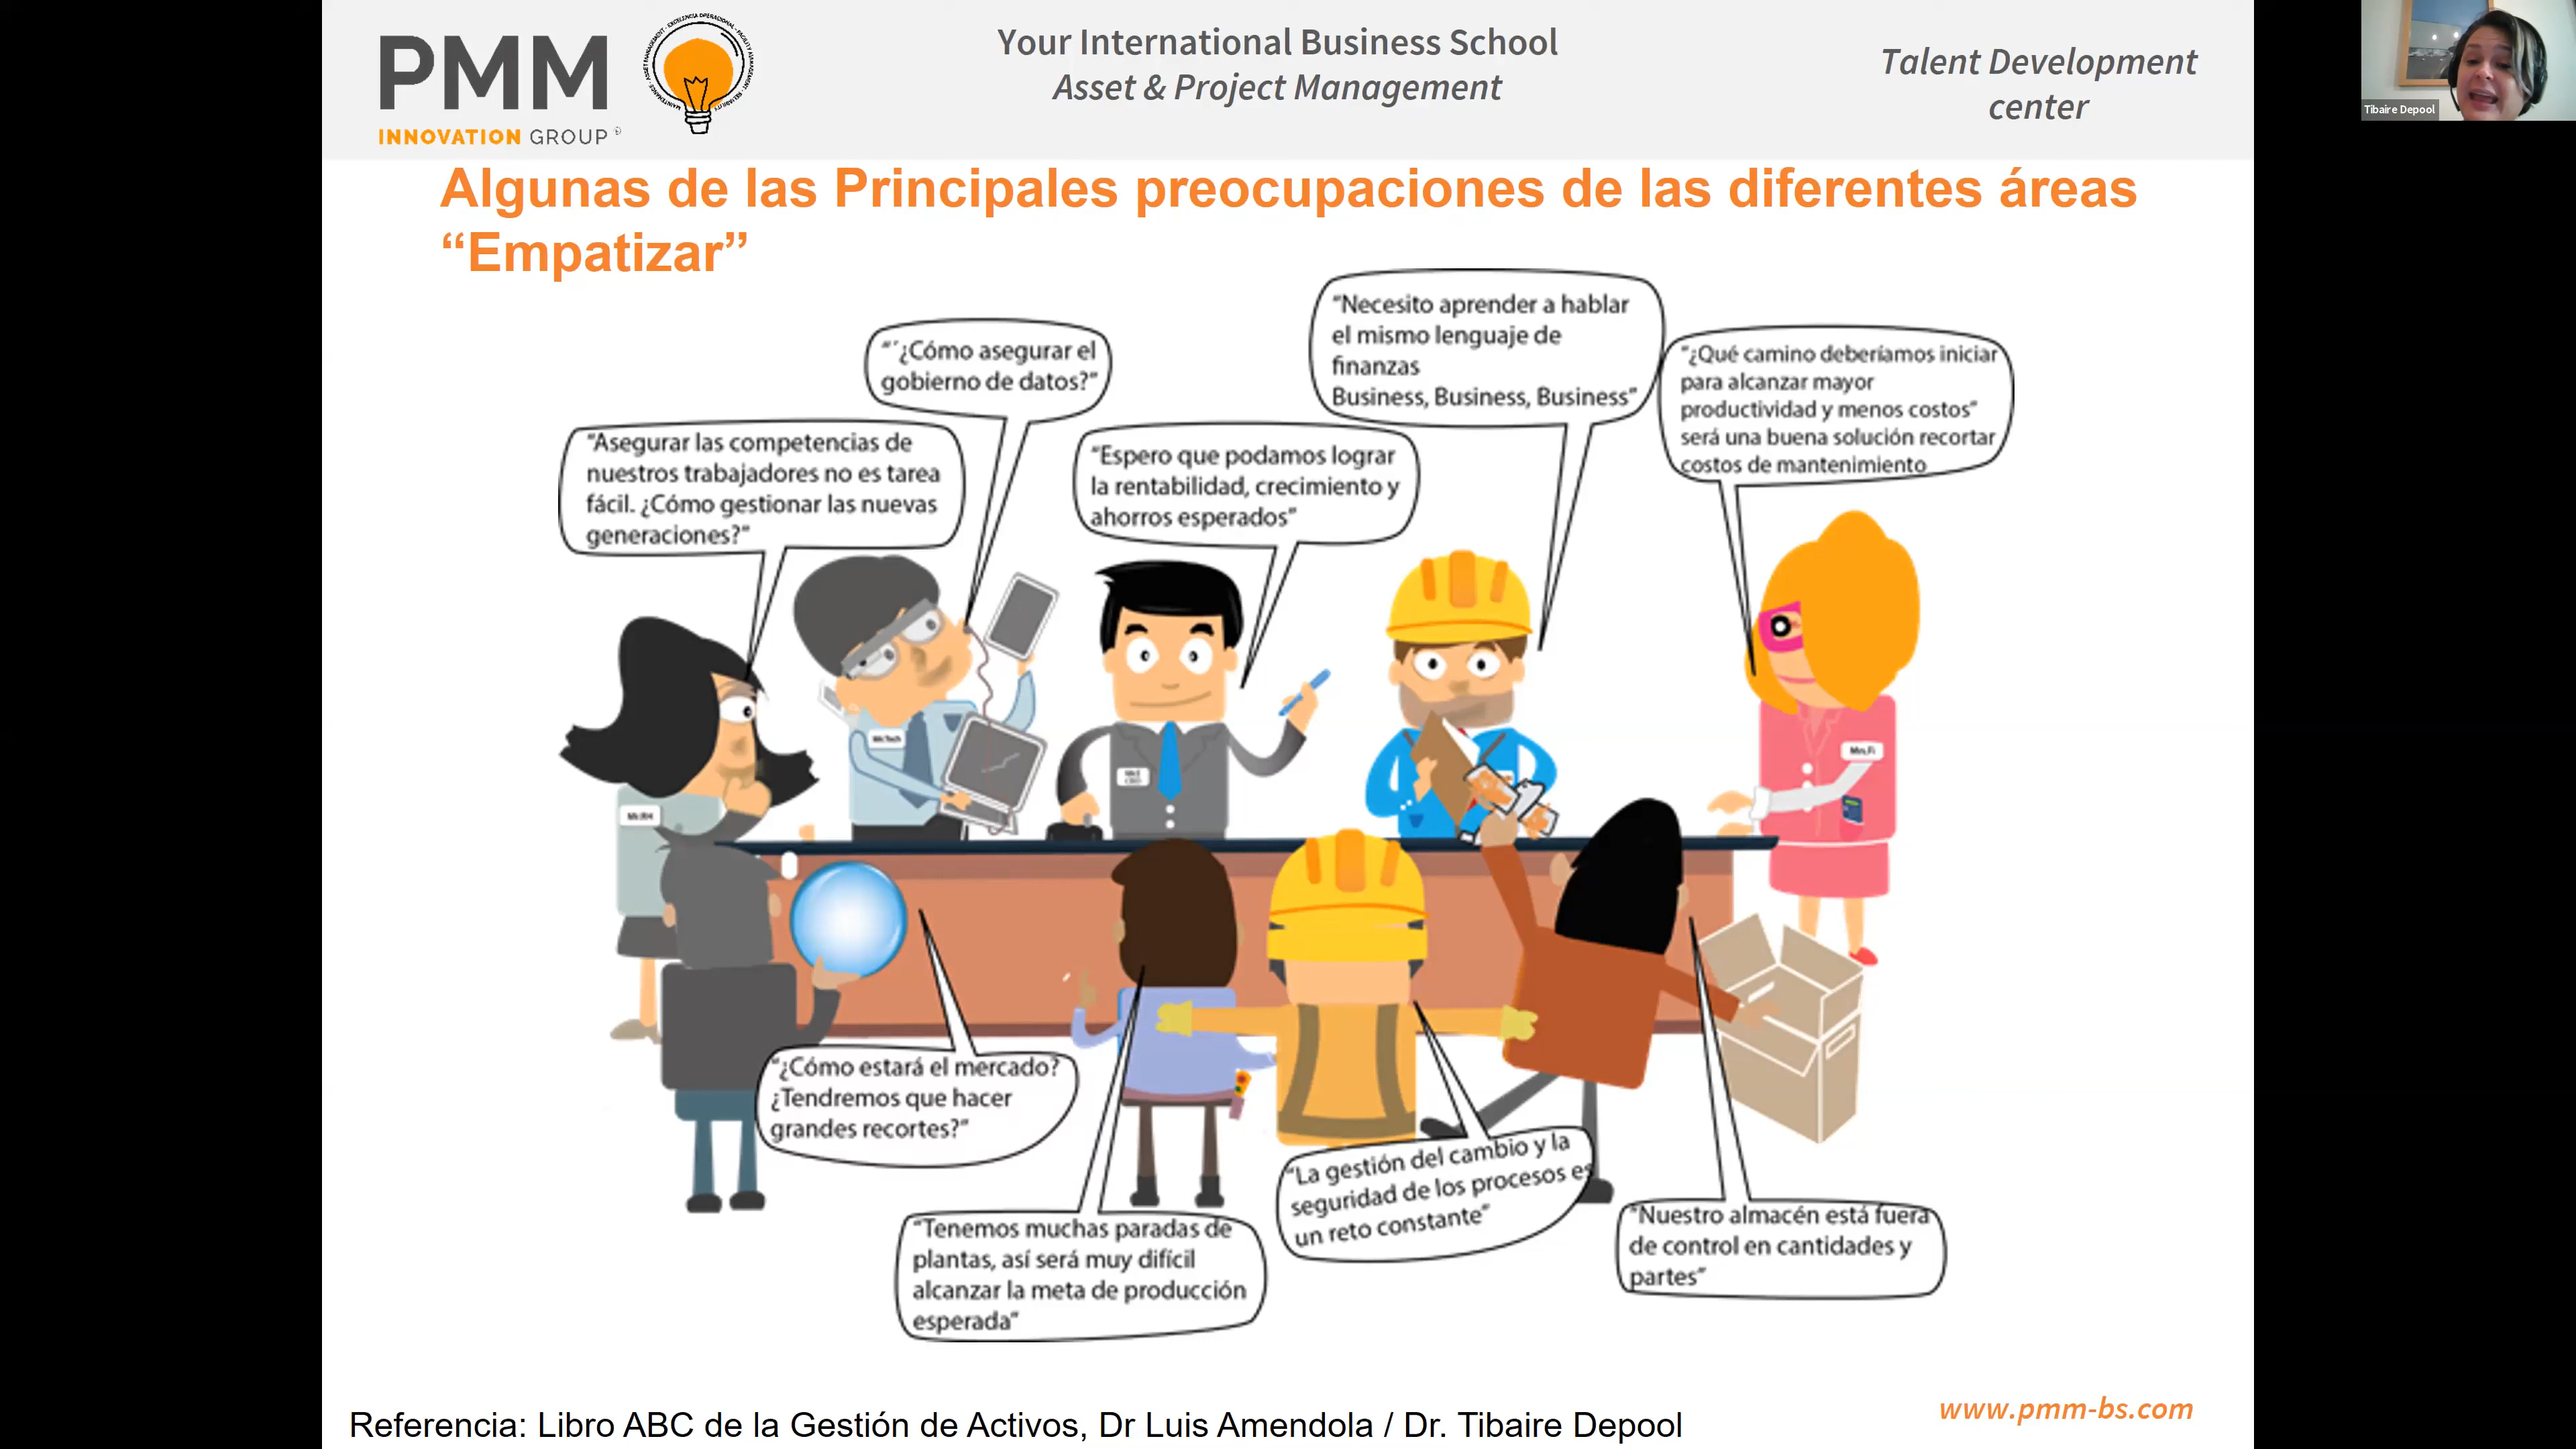 PMM
INNOVATION GROUP
Your International Business School
Asset & Project Management
Talent Development
center
Tibaire Depool
Algunas de las Principales preocupaciones de las diferentes áreas
“Empatizar”
“Necesito aprender a hablar
el mismo lenguaje de
finanzas
Business, Business, Business”
“´¿Cómo asegurar el
gobierno de datos?”
“¿Qué camino deberíamos iniciar
para alcanzar mayor
productividad y menos costos”
será una buena solución recortar
costos de mantenimiento
“Asegurar las competencias de
nuestros trabajadores no es tarea
fácil. ¿Cómo gestionar las nuevas
generaciones?”
“Espero que podamos lograr
la rentabilidad, crecimiento y
ahorros esperados”
“¿Cómo estará el mercado?
¿Tendremos que hacer
grandes recortes?”
“La gestión del cambio y la
seguridad de los procesos es
un reto constante”
“Tenemos muchas paradas de
plantas, así será muy difícil
alcanzar la meta de producción
esperada”
“Nuestro almacén está fuera
de control en cantidades y
partes”
Referencia: Libro ABC de la Gestión de Activos, Dr Luis Amendola / Dr. Tibaire Depool
www.pmm-bs.com